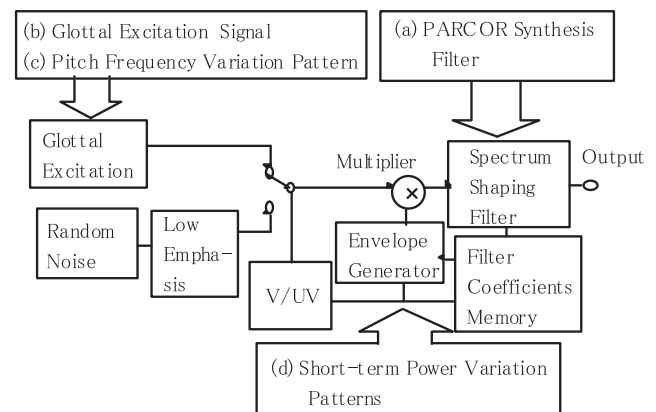 (b) Glottal Excitation Signal
(c) Pitch Frequency Variation Pattern
(a) PARCOR Synthesis
Filter
Glottal
Excitation
Multiplier
Spectrum
Shaping
Filter
Output
Random
Noise
Low
Empha-
sis
Envelope
Generator
V/UV
Filter
Coefficients
Memory
(d) Short-term Power Variation
Patterns